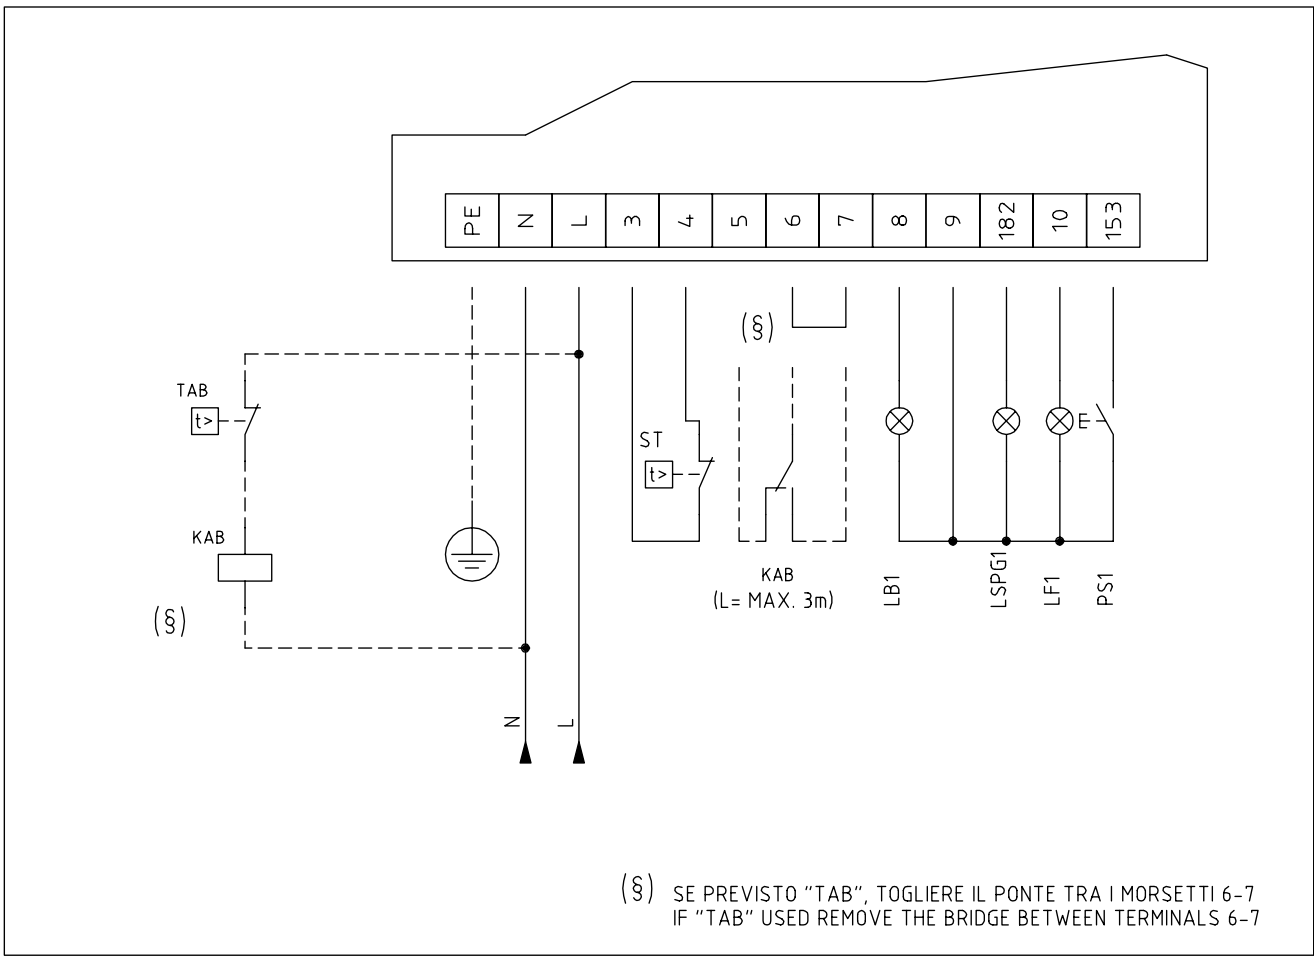 PE N L 3 4 5 6 7 8 9 182 10 153
(§)
TAB
t>
ST
t>
KAB
(§)
KAB
(L= MAX. 3m)
LB1
LSPG1
LF1
PS1
N
L
(§) SE PREVISTO "TAB", TOGLIERE IL PONTE TRA I MORSETTI 6-7
IF "TAB" USED REMOVE THE BRIDGE BETWEEN TERMINALS 6-7